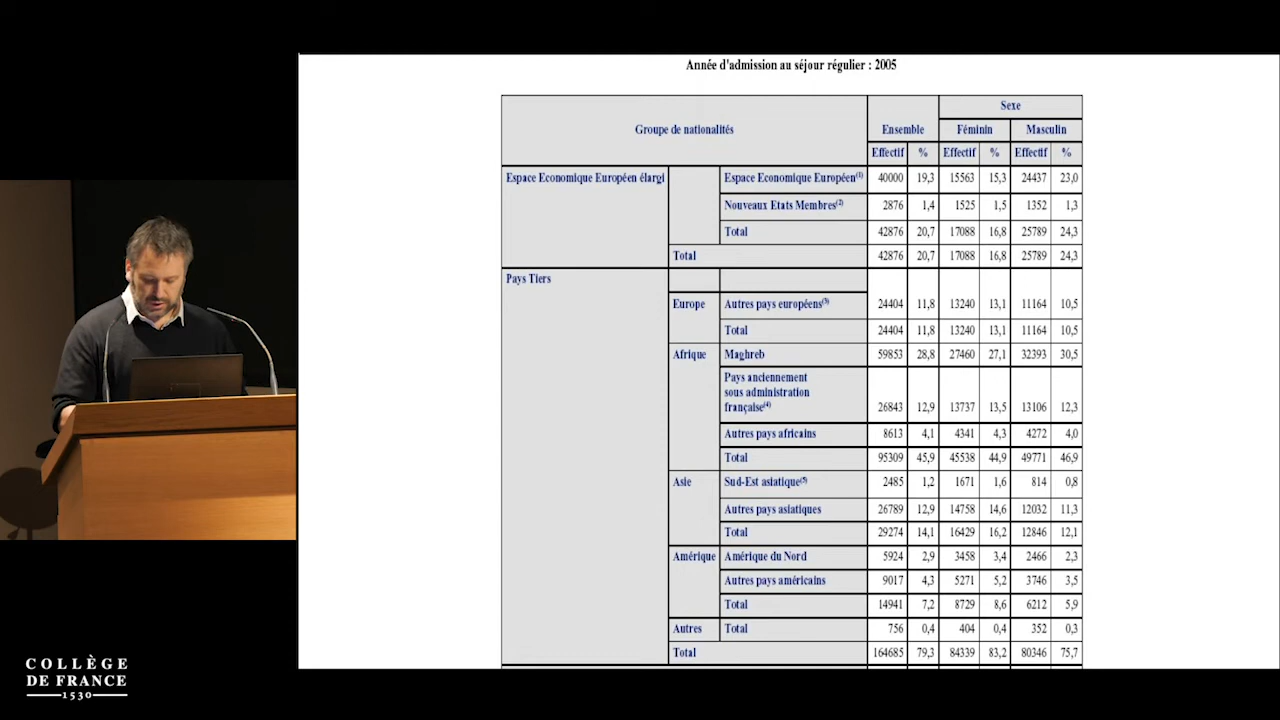 Année d'admission au séjour régulier : 2005
Groupe de nationalités Ensemble Sexe
Féminin Masculin
Effectif % Effectif % Effectif %
Espace Economique Européen élargi Espace Economique Européen(1) 40000 19,3 15563 15,3 24437 23,0
Nouveaux Etats Membres(2) 2876 1,4 1525 1,5 1352 1,3
Total 42876 20,7 17088 16,8 25789 24,3
Total 42876 20,7 17088 16,8 25789 24,3
Pays Tiers
Europe Autres pays européens(3) 24404 11,8 13240 13,1 11164 10,5
Total 24404 11,8 13240 13,1 11164 10,5
Afrique Maghreb 59853 28,8 27460 27,1 32393 30,5
Pays anciennement
sous administration
française(4) 26843 12,9 13737 13,5 13106 12,3
Autres pays africains 8613 4,1 4341 4,3 4272 4,0
Total 95309 45,9 45538 44,9 49771 46,9
Asie Sud-Est asiatique(5) 2485 1,2 1671 1,6 814 0,8
Autres pays asiatiques 26789 12,9 14758 14,6 12032 11,3
Total 29274 14,1 16429 16,2 12846 12,1
Amérique Amérique du Nord 5924 2,9 3458 3,4 2466 2,3
Autres pays américains 9017 4,3 5271 5,2 3746 3,5
Total 14941 7,2 8729 8,6 6212 5,9
Autres Total 756 0,4 404 0,4 352 0,3
Total 164685 79,3 84339 83,2 80346 75,7
COLLÈGE
DE FRANCE
1530